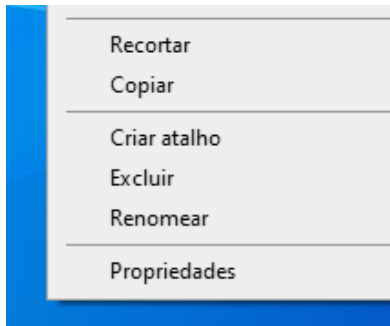 Recortar
Copiar
Criar atalho
Excluir
Renomear
Propriedades